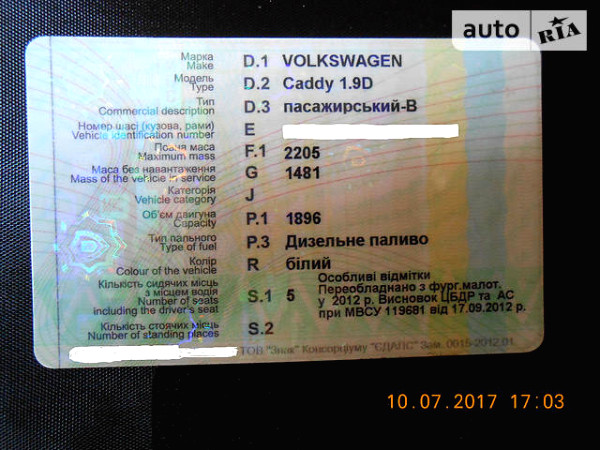 auto RIA
Марка D.1 VOLKSWAGEN
Make
Модель D.2 Caddy 1.9D
Type
Тип D.3 пасажирський-В
Commercial description
Номер шасі (кузова, рами) E
Vehicle identification number
Повна маса F.1 2205
Maximum mass
Маса без навантаження G 1481
Mass of the vehicle in service
Категорія J
Vehicle category
Об'єм двигуна P.1 1896
Capacity
Тип пального P.3 Дизельне паливо
Type of fuel
Колір R білий
Colour of the vehicle
Кількість сидячих місць S.1 5
з місцем водія
Number of seats
including the driver's seat
Особливі відмітки
Переобладнано з фург.малот.
у 2012 р. Висновок ЦБДР та АС
при МВСУ 119681 від 17.09.2012 р.
Кількість стоячих місць S.2
Number of standing places
ТОВ "Знак" Консорціуму "ЄДАПС" Зам. 0015-2012.01.
10.07.2017 17:03